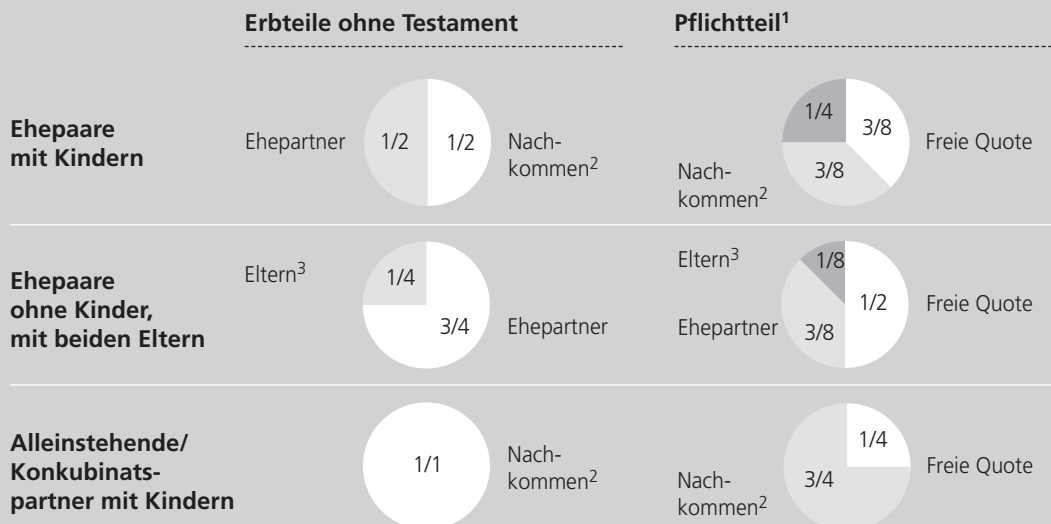 Erbteile ohne Testament
Pflichtteil¹
Ehepaare
mit Kindern
Ehepartner
1/2
1/2
Nach-
kommen²
1/4
3/8
3/8
Nach-
kommen²
Freie Quote
Ehepaare
ohne Kinder,
mit beiden Eltern
Eltern³
1/4
3/4
Ehepartner
Eltern³
Ehepartner
1/8
1/2
3/8
Freie Quote
Alleinstehende/
Konkubinats-
partner mit Kindern
1/1
Nach-
kommen²
Nach-
kommen²
1/4
3/4
Freie Quote